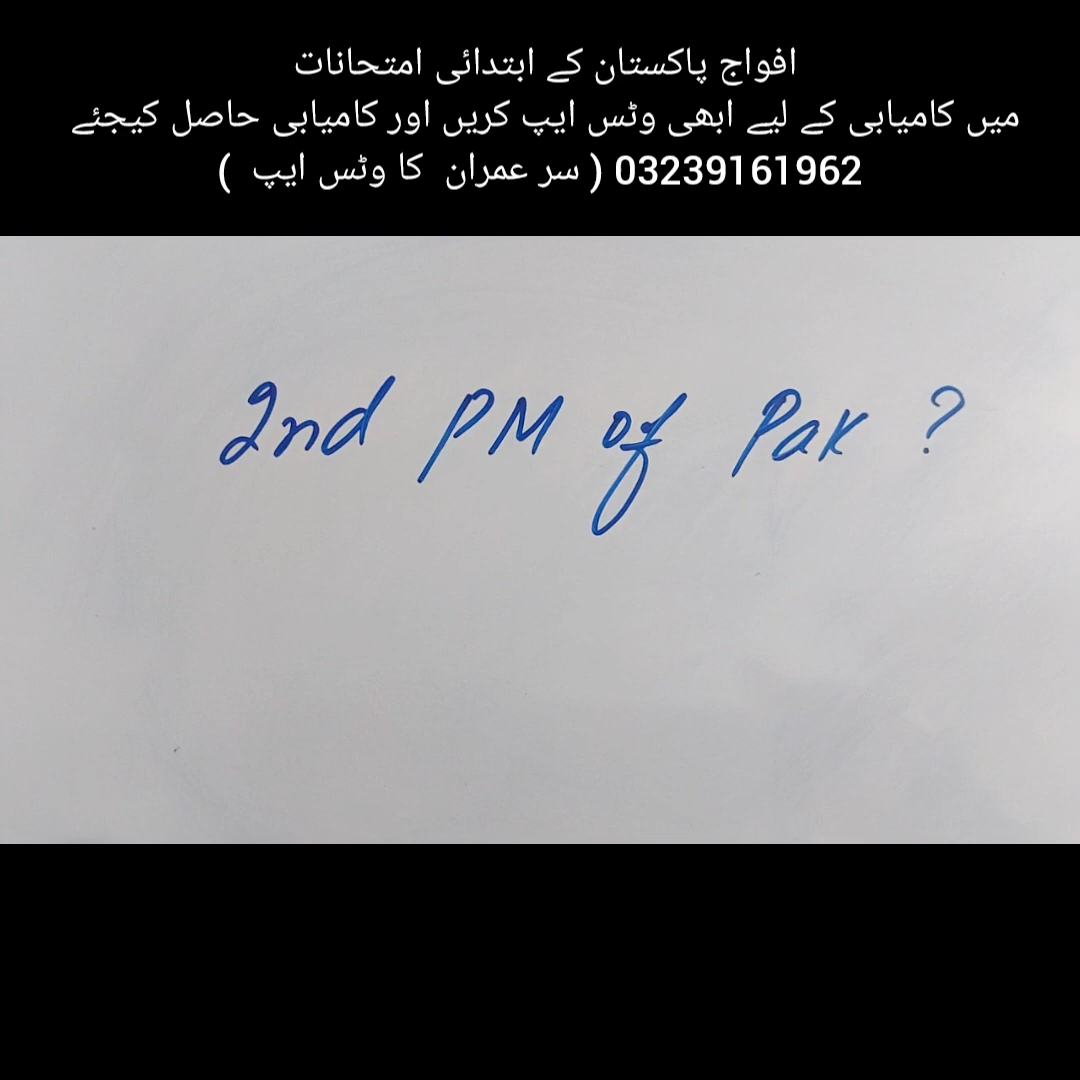 افواج پاکستان کے ابتدائی امتحانات
میں کامیابی کے لیے ابھی وٹس ایپ کریں اور کامیابی حاصل کیجئے
03239161962 ( سر عمران کا وٹس ایپ )
2nd PM of Pak ?